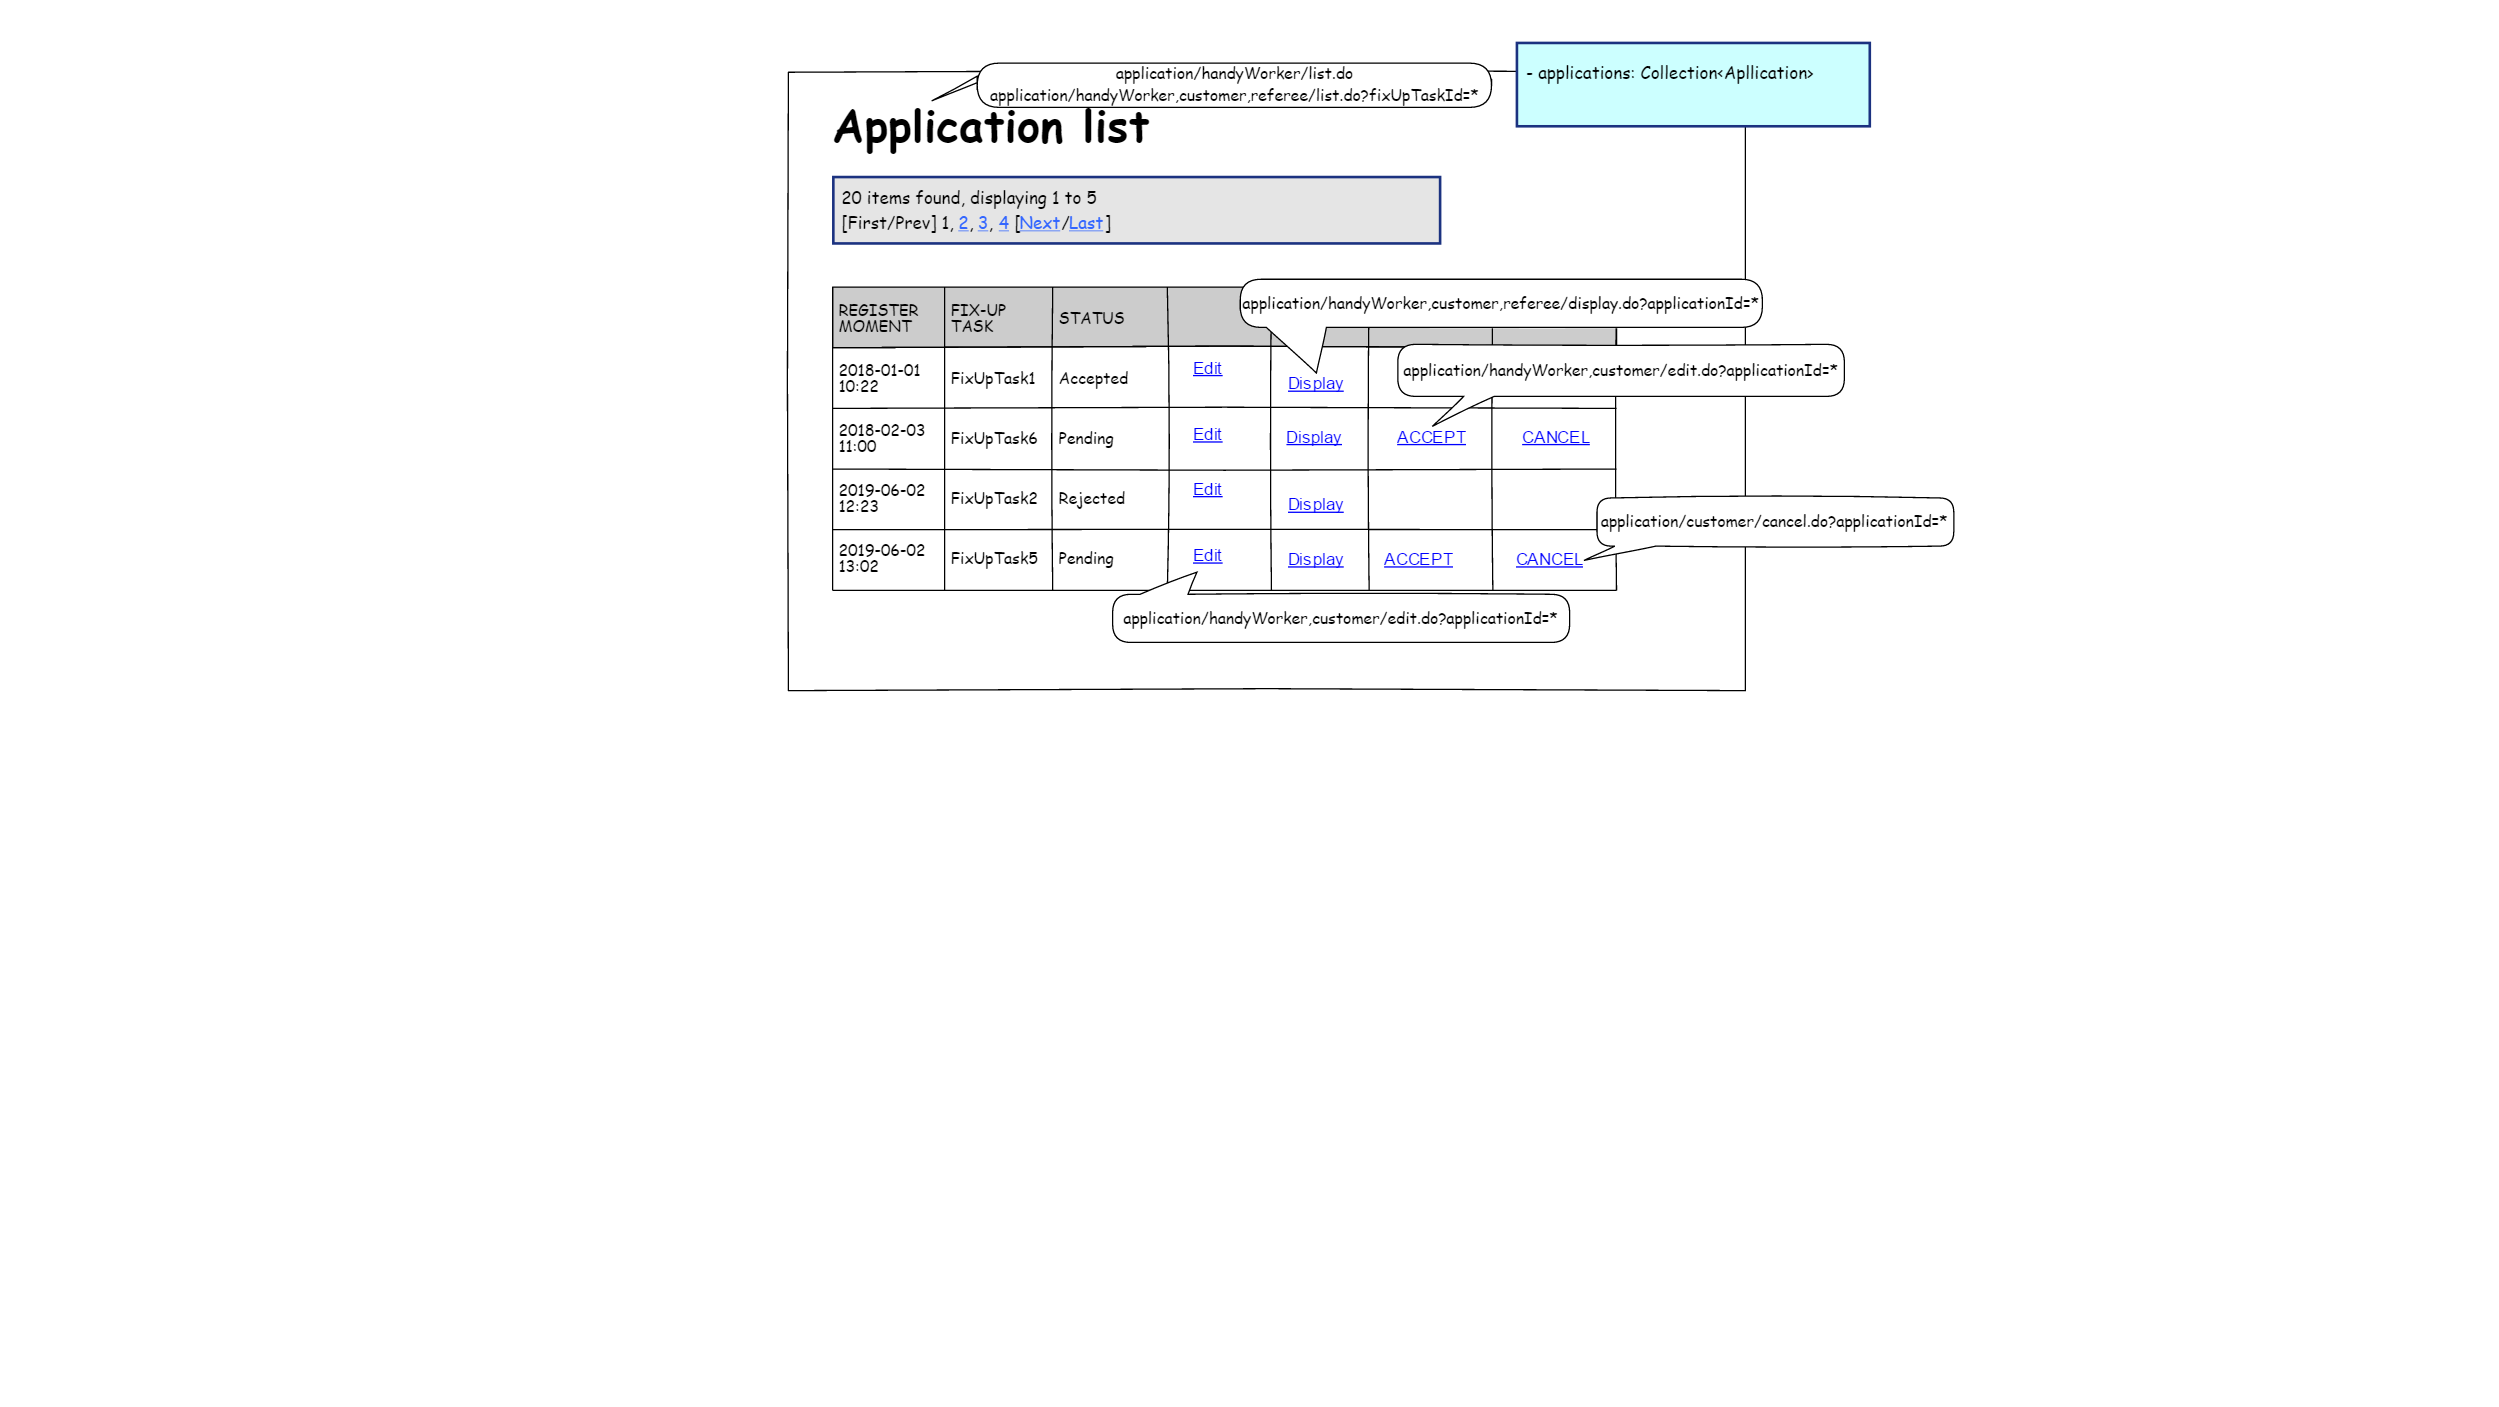 application/handyWorker/list.do
application/handyWorker,customer,referee/list.do?fixUpTaskId=*
- applications: Collection<Apllication>
Application list
20 items found, displaying 1 to 5
[First/Prev] 1, 2, 3, 4 [Next/Last]
application/handyWorker,customer,referee/display.do?applicationId=*
REGISTER
MOMENT
FIX-UP
TASK
STATUS
2018-01-01
10:22
FixUpTask1
Accepted
Edit
Display
application/handyWorker,customer/edit.do?applicationId=*
2018-02-03
11:00
FixUpTask6
Pending
Edit
Display
ACCEPT
CANCEL
2019-06-02
12:23
FixUpTask2
Rejected
Edit
Display
application/customer/cancel.do?applicationId=*
2019-06-02
13:02
FixUpTask5
Pending
Edit
Display
ACCEPT
CANCEL
application/handyWorker,customer/edit.do?applicationId=*